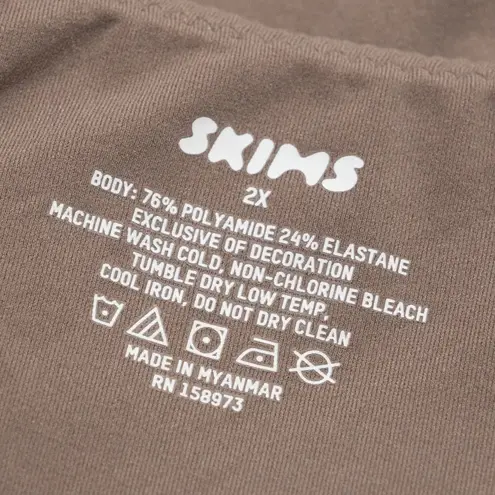 SKIMS
2X
BODY: 76% POLYAMIDE 24% ELASTANE
EXCLUSIVE OF DECORATION
MACHINE WASH COLD, NON-CHLORINE BLEACH
TUMBLE DRY LOW TEMP,
COOL IRON, DO NOT DRY CLEAN
MADE IN MYANMAR
RN 158973